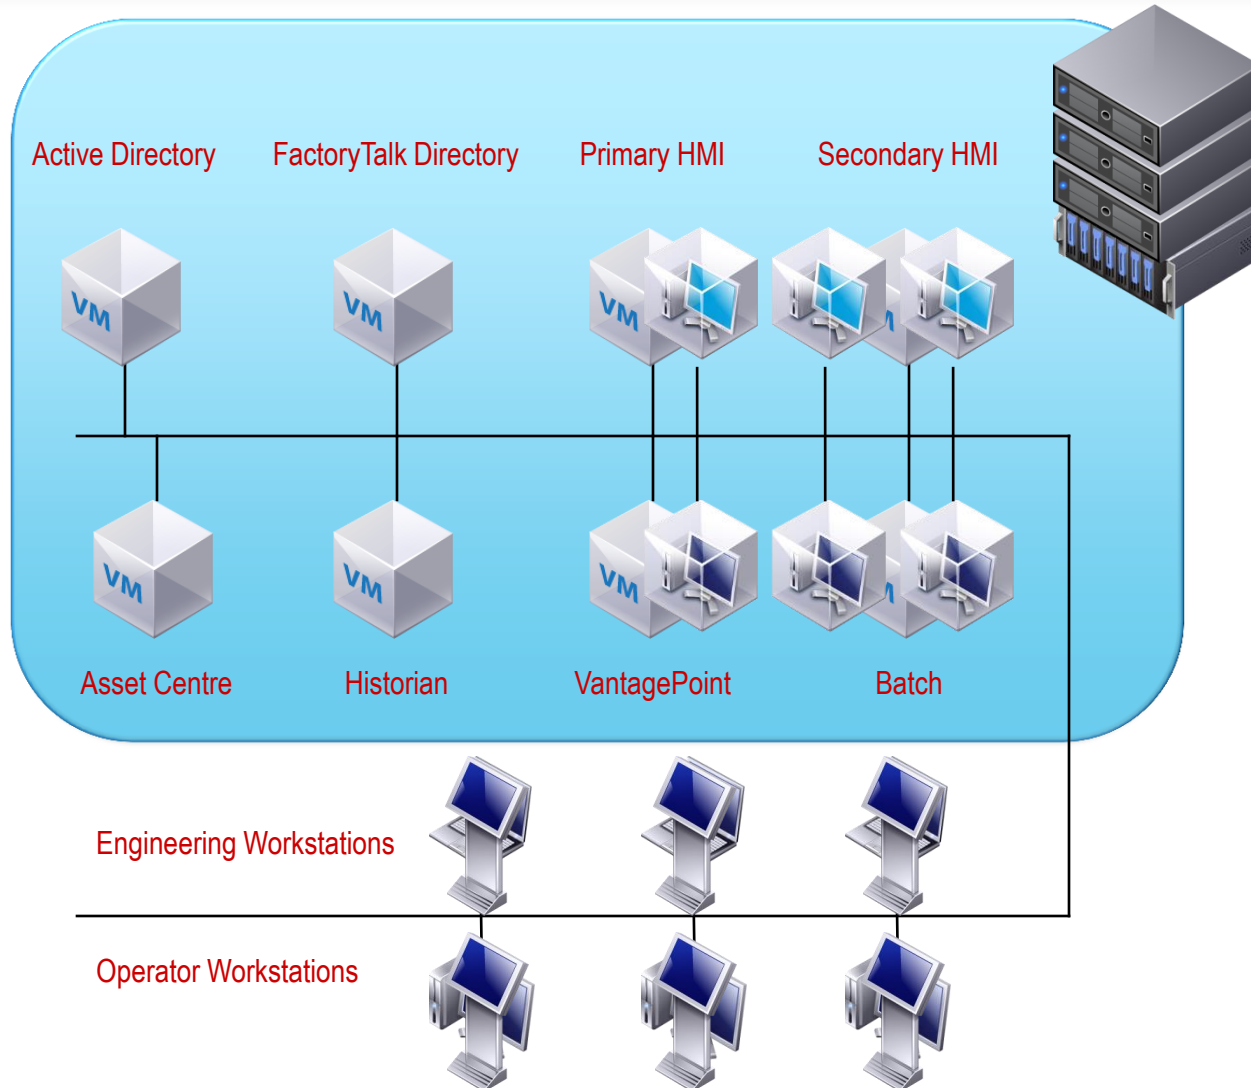 Active Directory
FactoryTalk Directory
Primary HMI
Secondary HMI
VM
VM
VM
M
VM
VM
VM
M
Asset Centre
Historian
VantagePoint
Batch
Engineering Workstations
Operator Workstations